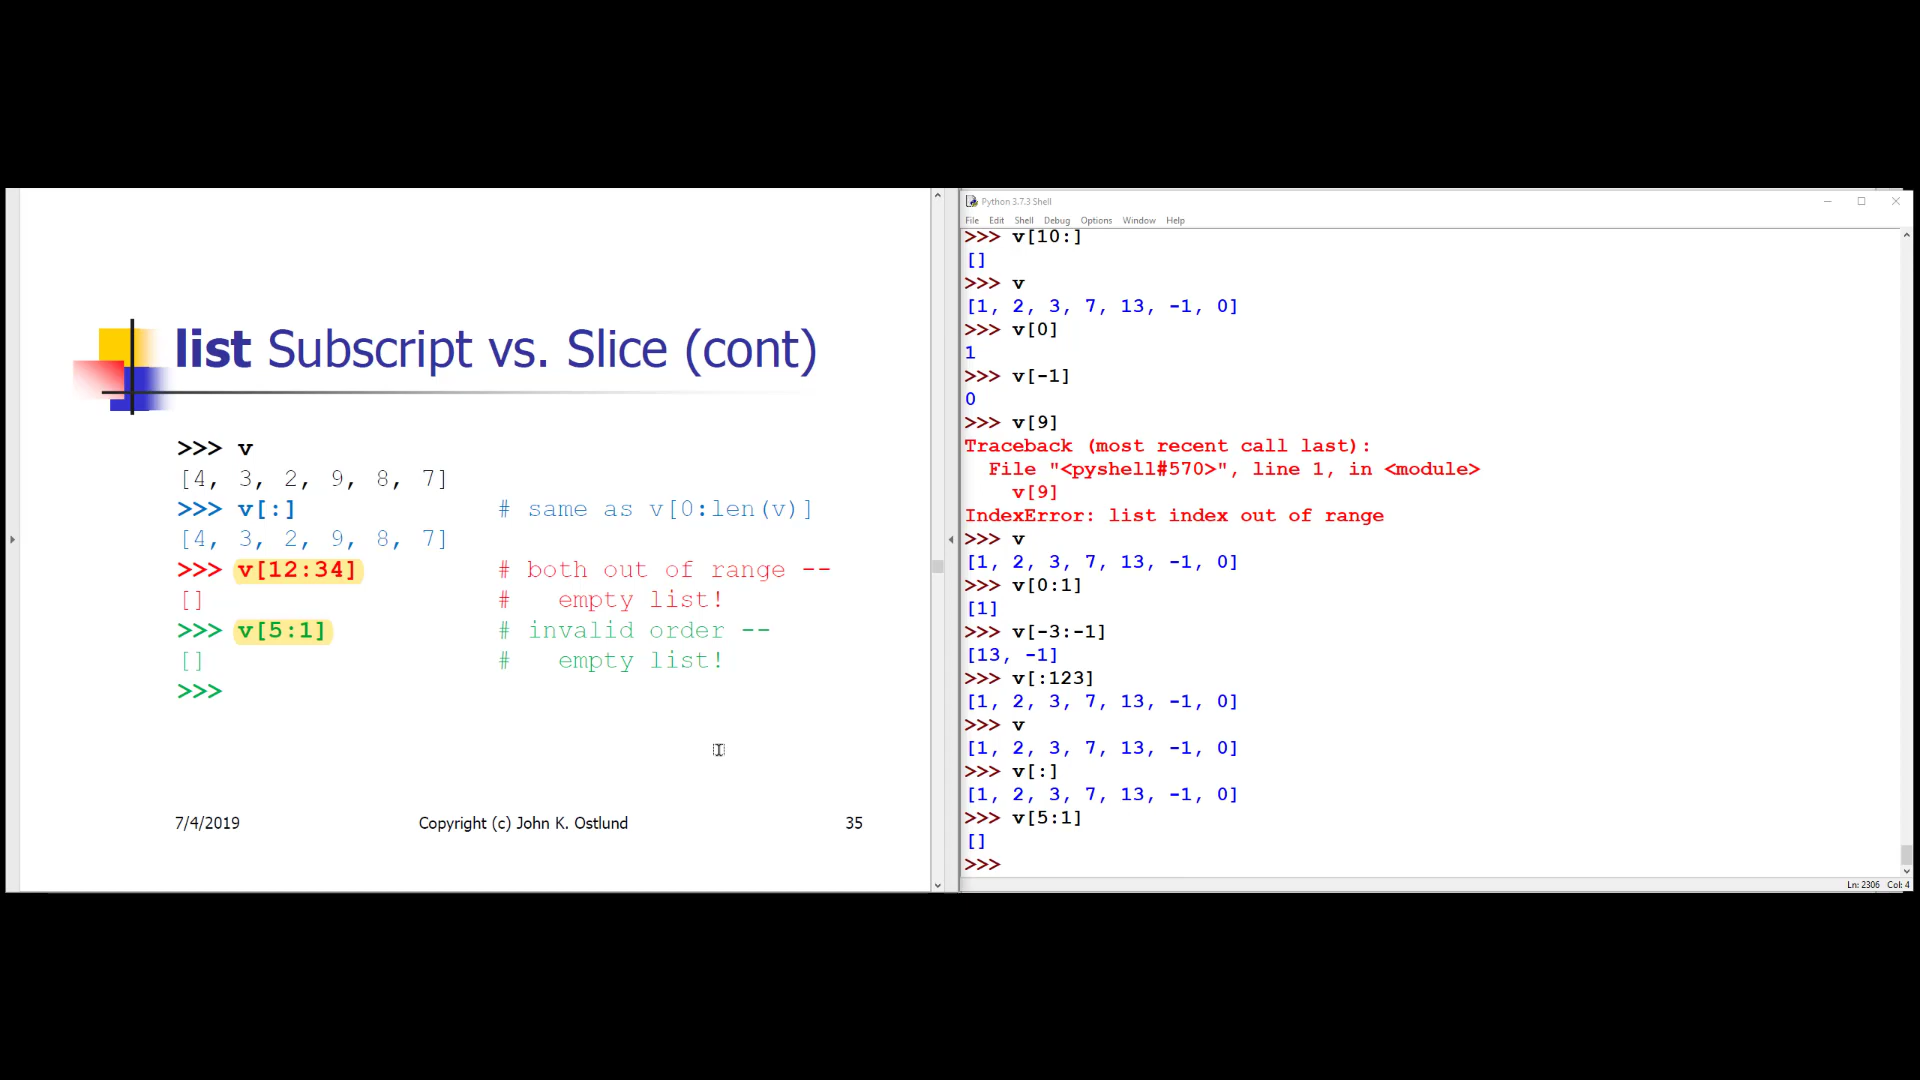 list Subscript vs. Slice (cont)
>>> v
[4, 3, 2, 9, 8, 7]
>>> v[:] # same as v[0:len(v)]
[4, 3, 2, 9, 8, 7]
>>> v[12:34] # both out of range --
[] # empty list!
>>> v[5:1] # invalid order --
[] # empty list!
>>>
7/4/2019 Copyright (c) John K. Ostlund 35
Python 3.7.3 Shell
File Edit Shell Debug Options Window Help
>>> v[10:]
[]
>>> v
[1, 2, 3, 7, 13, -1, 0]
>>> v[0]
1
>>> v[-1]
0
>>> v[9]
Traceback (most recent call last):
File "<pyshell#570>", line 1, in <module>
v[9]
IndexError: list index out of range
>>> v
[1, 2, 3, 7, 13, -1, 0]
>>> v[0:1]
[1]
>>> v[-3:-1]
[13, -1]
>>> v[:123]
[1, 2, 3, 7, 13, -1, 0]
>>> v
[1, 2, 3, 7, 13, -1, 0]
>>> v[:]
[1, 2, 3, 7, 13, -1, 0]
>>> v[5:1]
[]
>>>
Ln: 2306 Col: 4